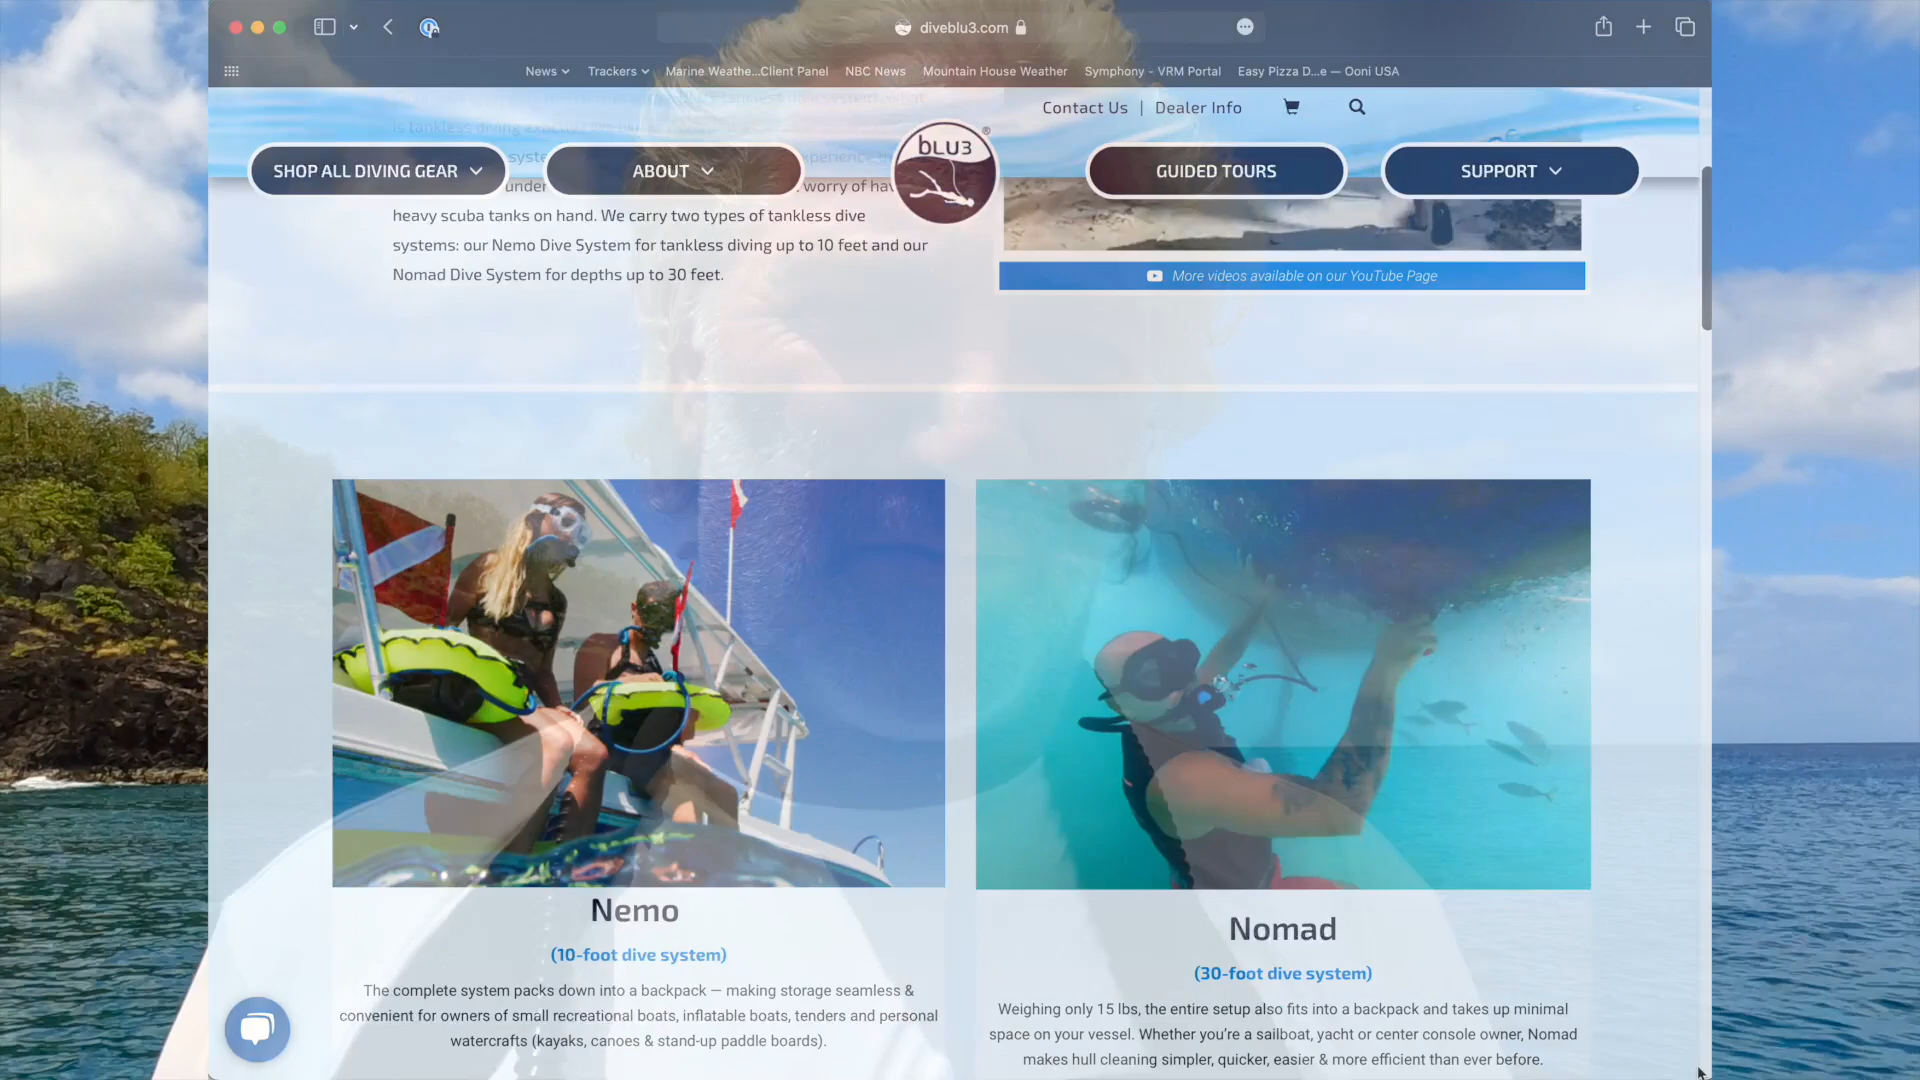 diveblu3.com
News
Trackers
Marine Weathe...Client Panel
NBC News
Mountain House Weather
Symphony - VRM Portal
Easy Pizza D...e — Ooni USA
Contact Us | Dealer Info
SHOP ALL DIVING GEAR
ABOUT
BLU3
®
GUIDED TOURS
SUPPORT
worry of
heavy scuba tanks on hand. We carry two types of tankless dive
systems: our Nemo Dive System for tankless diving up to 10 feet and our
Nomad Dive System for depths up to 30 feet.
More videos available on our YouTube Page
Nemo
(10-foot dive system)
The complete system packs down into a backpack — making storage seamless &
convenient for owners of small recreational boats, inflatable boats, tenders and personal
watercrafts (kayaks, canoes & stand-up paddle boards).
Nomad
(30-foot dive system)
Weighing only 15 lbs, the entire setup also fits into a backpack and takes up minimal
space on your vessel. Whether you're a sailboat, yacht or center console owner, Nomad
makes hull cleaning simpler, quicker, easier & more efficient than ever before.